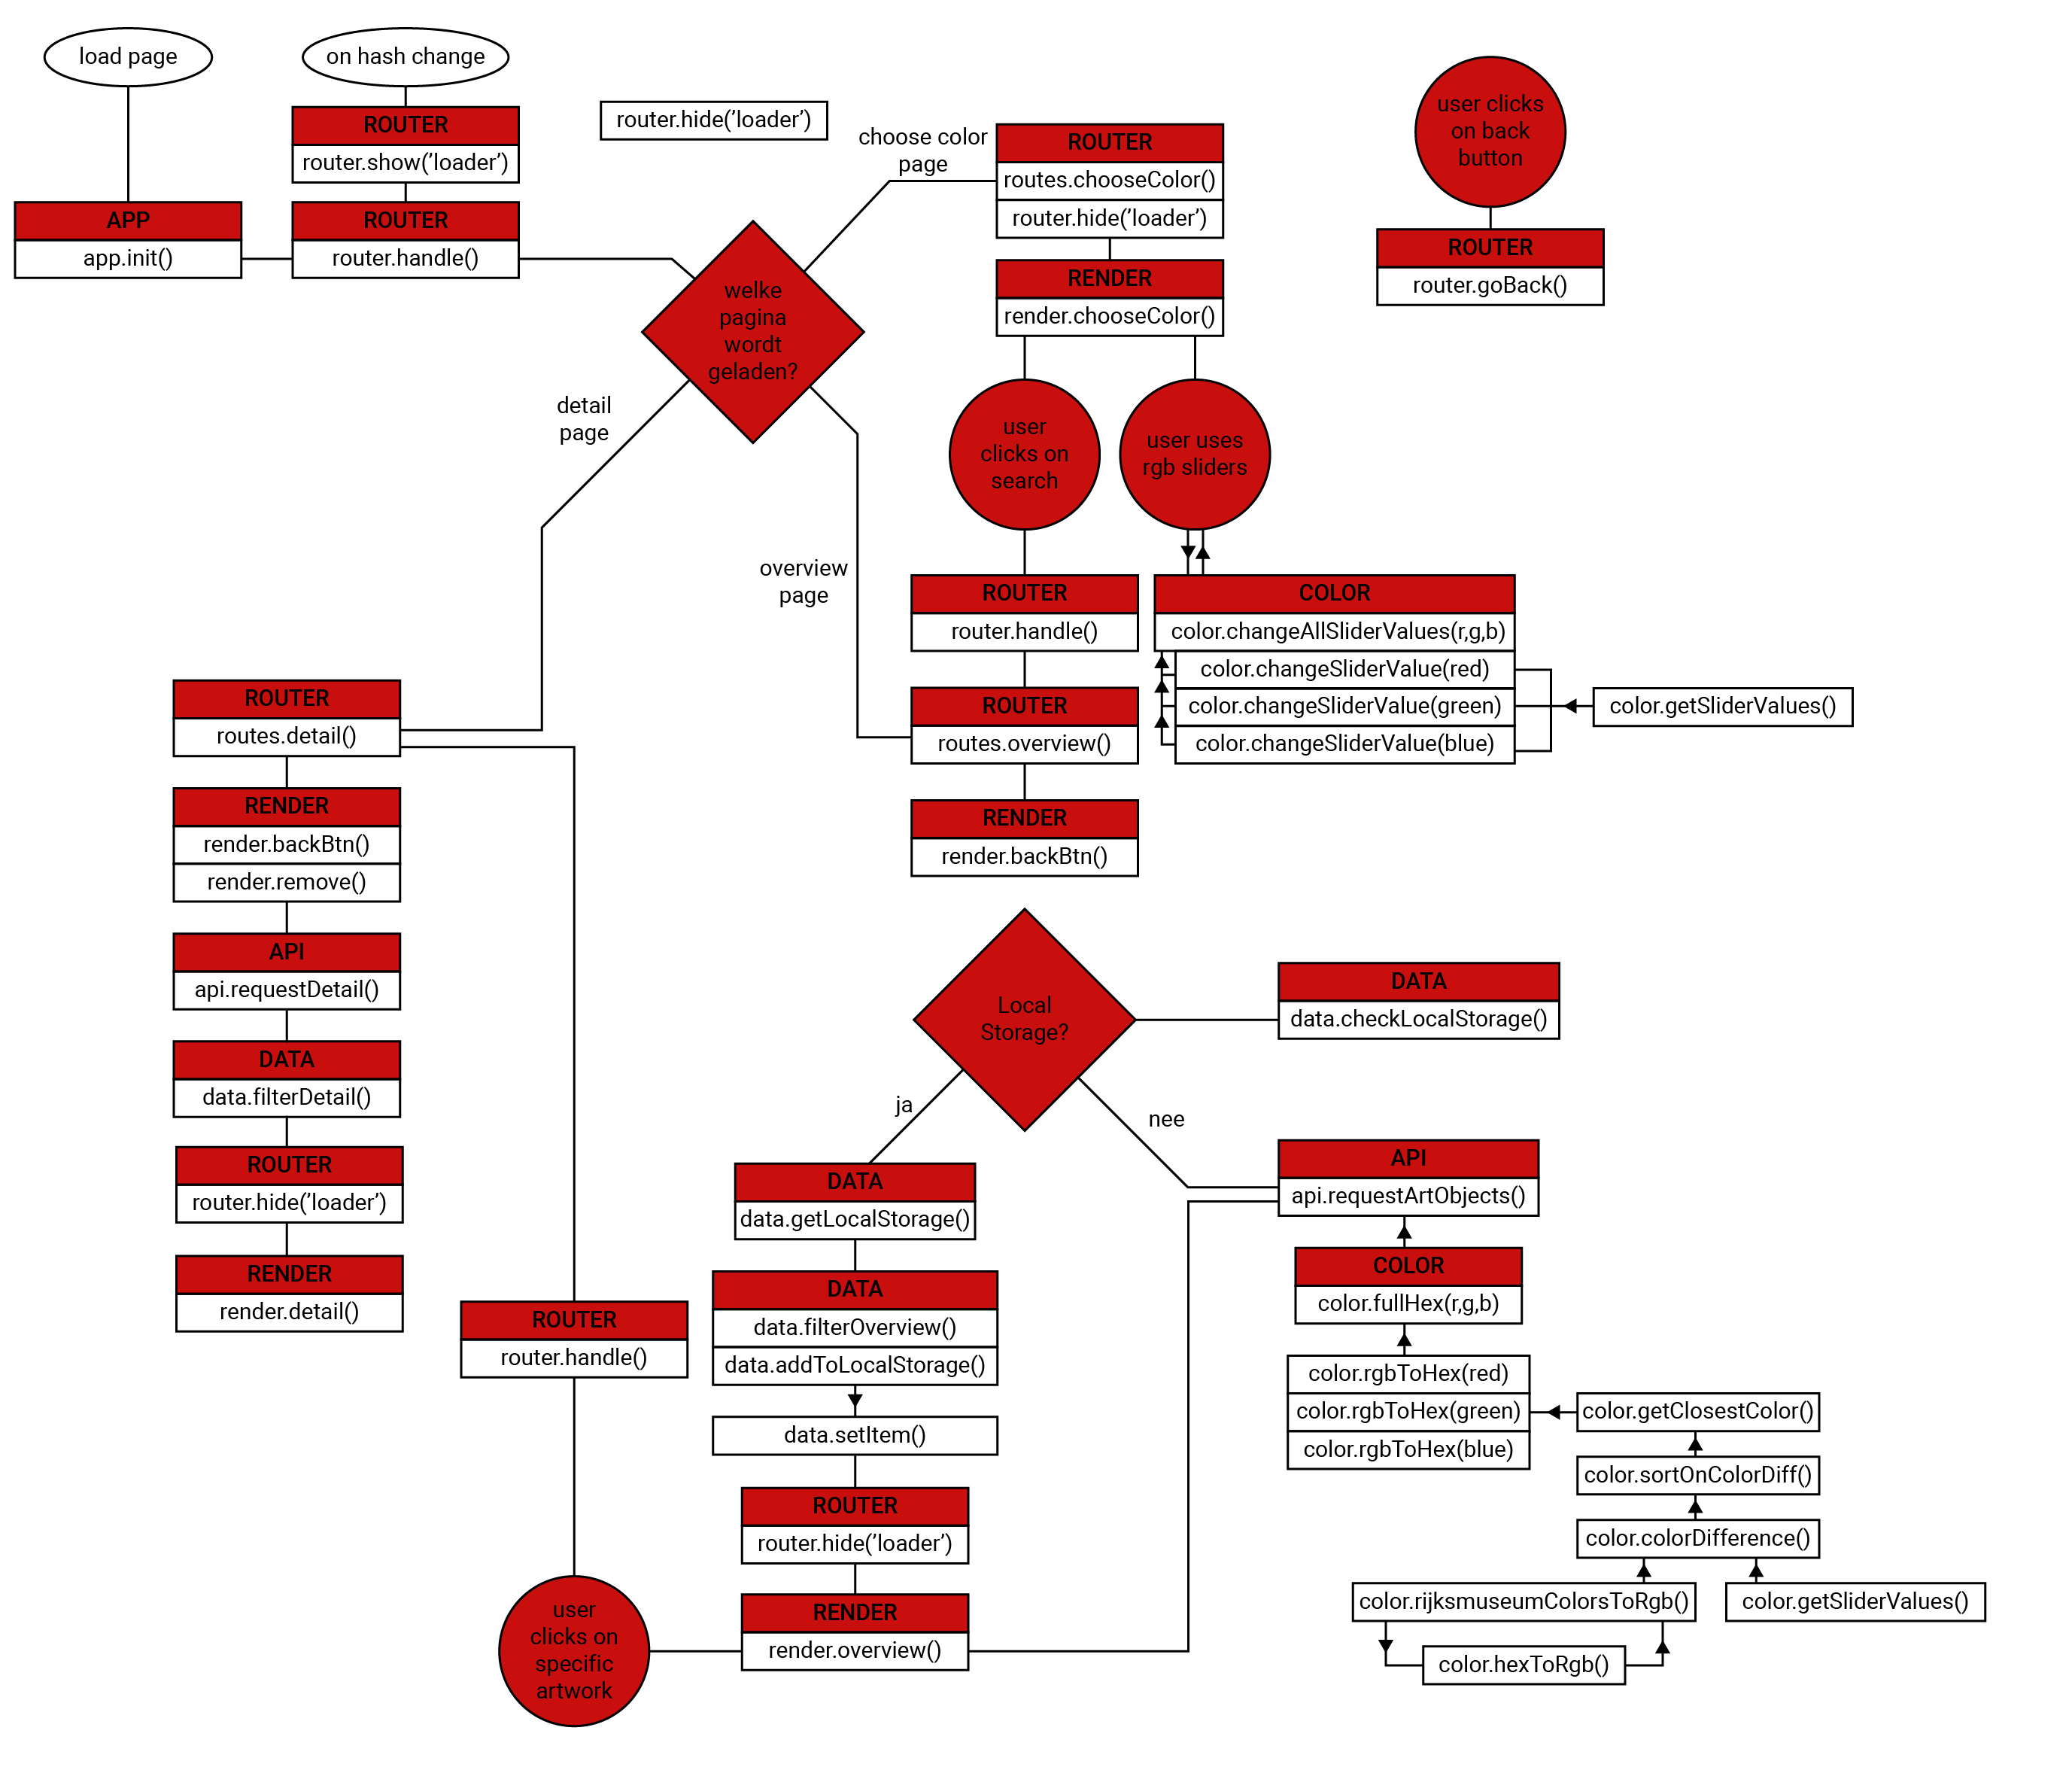 load page
on hash change
ROUTER
router.show(’loader’)
APP
app.init()
ROUTER
router.handle()
router.hide(’loader’)
welke
pagina
wordt
geladen?
choose color
page
ROUTER
routes.chooseColor()
router.hide(’loader’)
RENDER
render.chooseColor()
user clicks
on back
button
ROUTER
router.goBack()
user
clicks on
search
user uses
rgb sliders
detail
page
overview
page
ROUTER
router.handle()
ROUTER
routes.overview()
RENDER
render.backBtn()
COLOR
color.changeAllSliderValues(r,g,b)
color.changeSliderValue(red)
color.changeSliderValue(green)
color.changeSliderValue(blue)
color.getSliderValues()
ROUTER
routes.detail()
RENDER
render.backBtn()
render.remove()
API
api.requestDetail()
DATA
data.filterDetail()
ROUTER
router.hide(’loader’)
RENDER
render.detail()
Local
Storage?
DATA
data.checkLocalStorage()
ja
nee
DATA
data.getLocalStorage()
DATA
data.filterOverview()
data.addToLocalStorage()
data.setItem()
ROUTER
router.hide(’loader’)
RENDER
render.overview()
ROUTER
router.handle()
user
clicks on
specific
artwork
API
api.requestArtObjects()
COLOR
color.fullHex(r,g,b)
color.rgbToHex(red)
color.rgbToHex(green)
color.rgbToHex(blue)
color.getClosestColor()
color.sortOnColorDiff()
color.colorDifference()
color.rijksmuseumColorsToRgb()
color.getSliderValues()
color.hexToRgb()